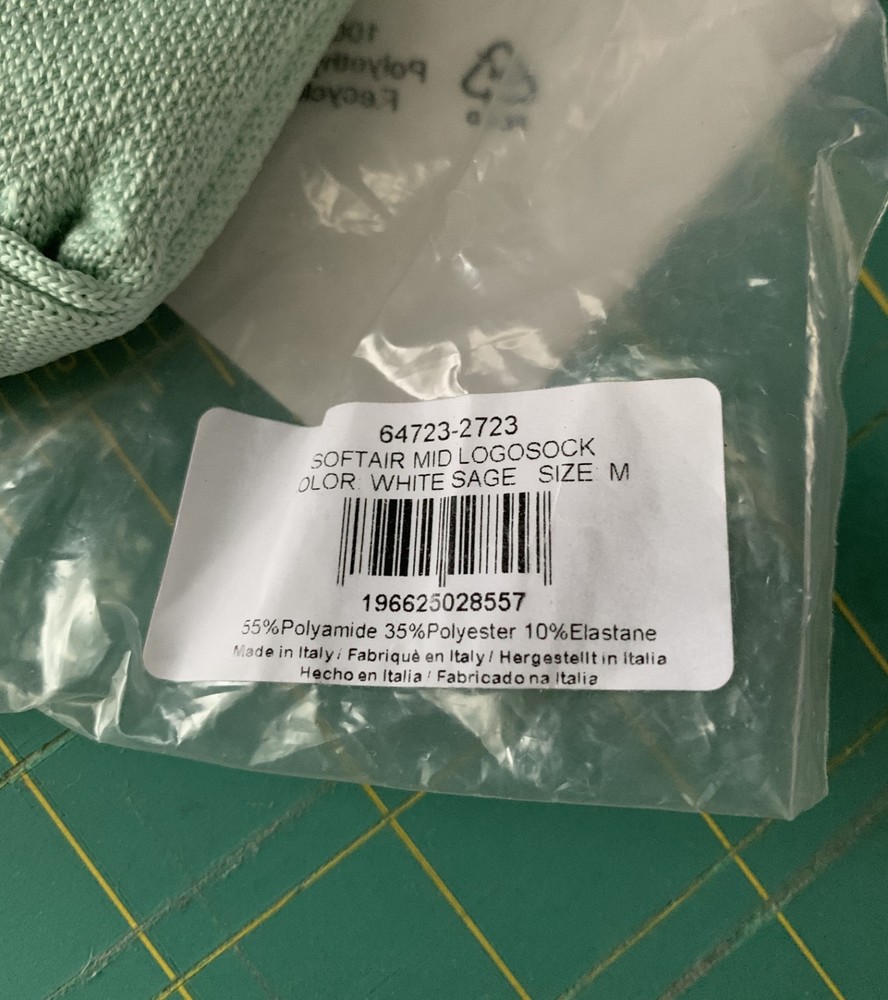 64723-2723
SOFTAIR MID LOGOSOCK
OLOR: WHITE SAGE SIZE: M
196625028557
55%Polyamide 35%Polyester 10%Elastane
Made in Italy / Fabriquè en Italy / Hergestellt in Italia
Hecho en Italia / Fabricado na Italia